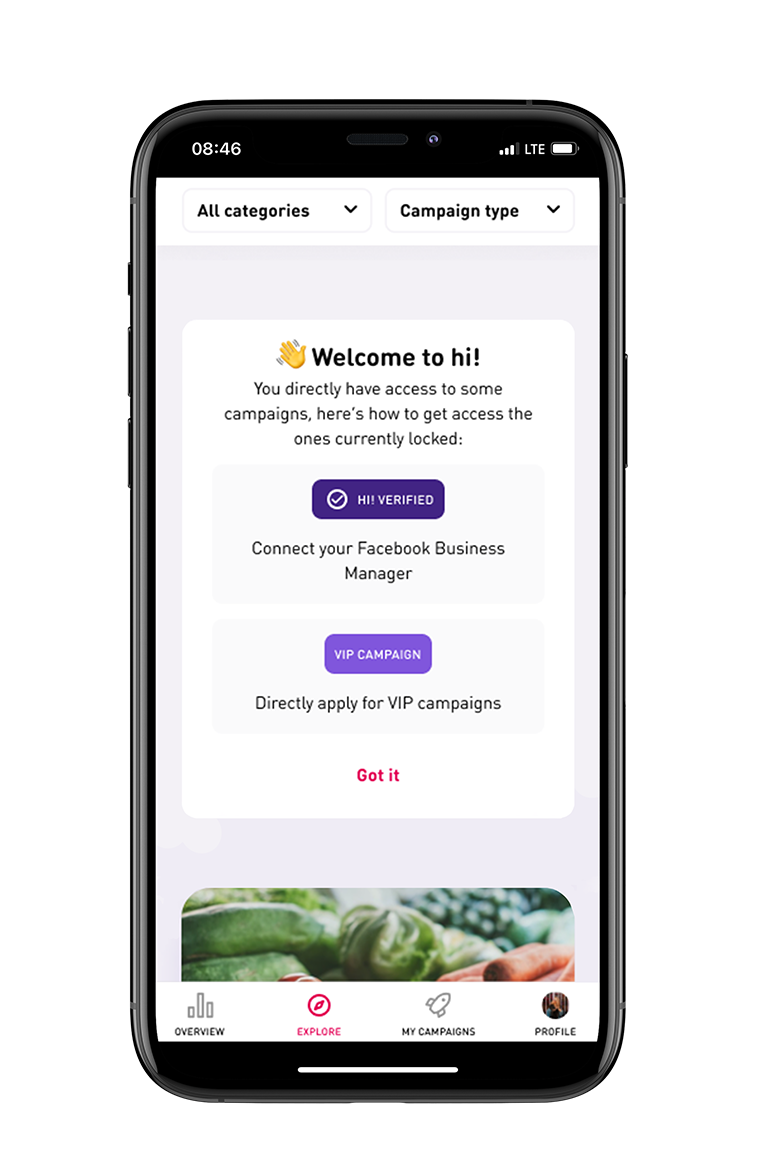 08:46 LTE
All categories Campaign type
👋 Welcome to hi!
You directly have access to some
campaigns, here's how to get access the
ones currently locked:
HI! VERIFIED
Connect your Facebook Business
Manager
VIP CAMPAIGN
Directly apply for VIP campaigns
Got it
OVERVIEW EXPLORE MY CAMPAIGNS PROFILE